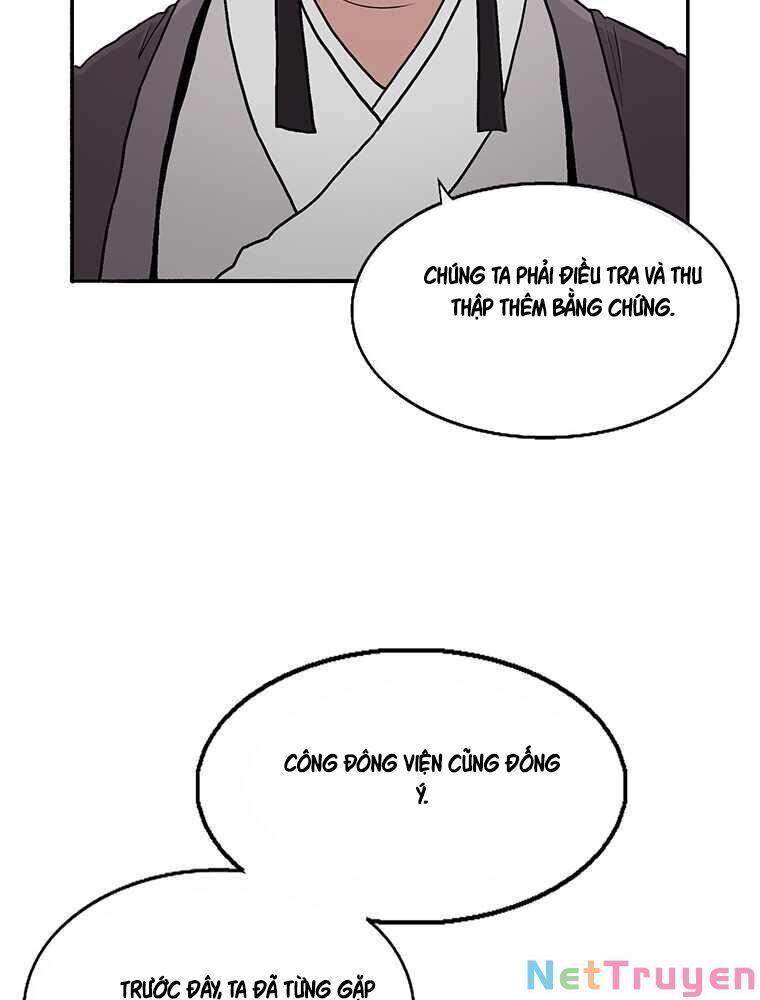 CHÚNG TA PHẢI ĐIỀU TRA VÀ THU
THẬP THÊM BẰNG CHỨNG.
CÔNG ĐÔNG VIỆN CŨNG ĐỐNG
Ý.
TRƯỚC ĐÂY, TA ĐÃ TỪNG GẶP
NetTruyen